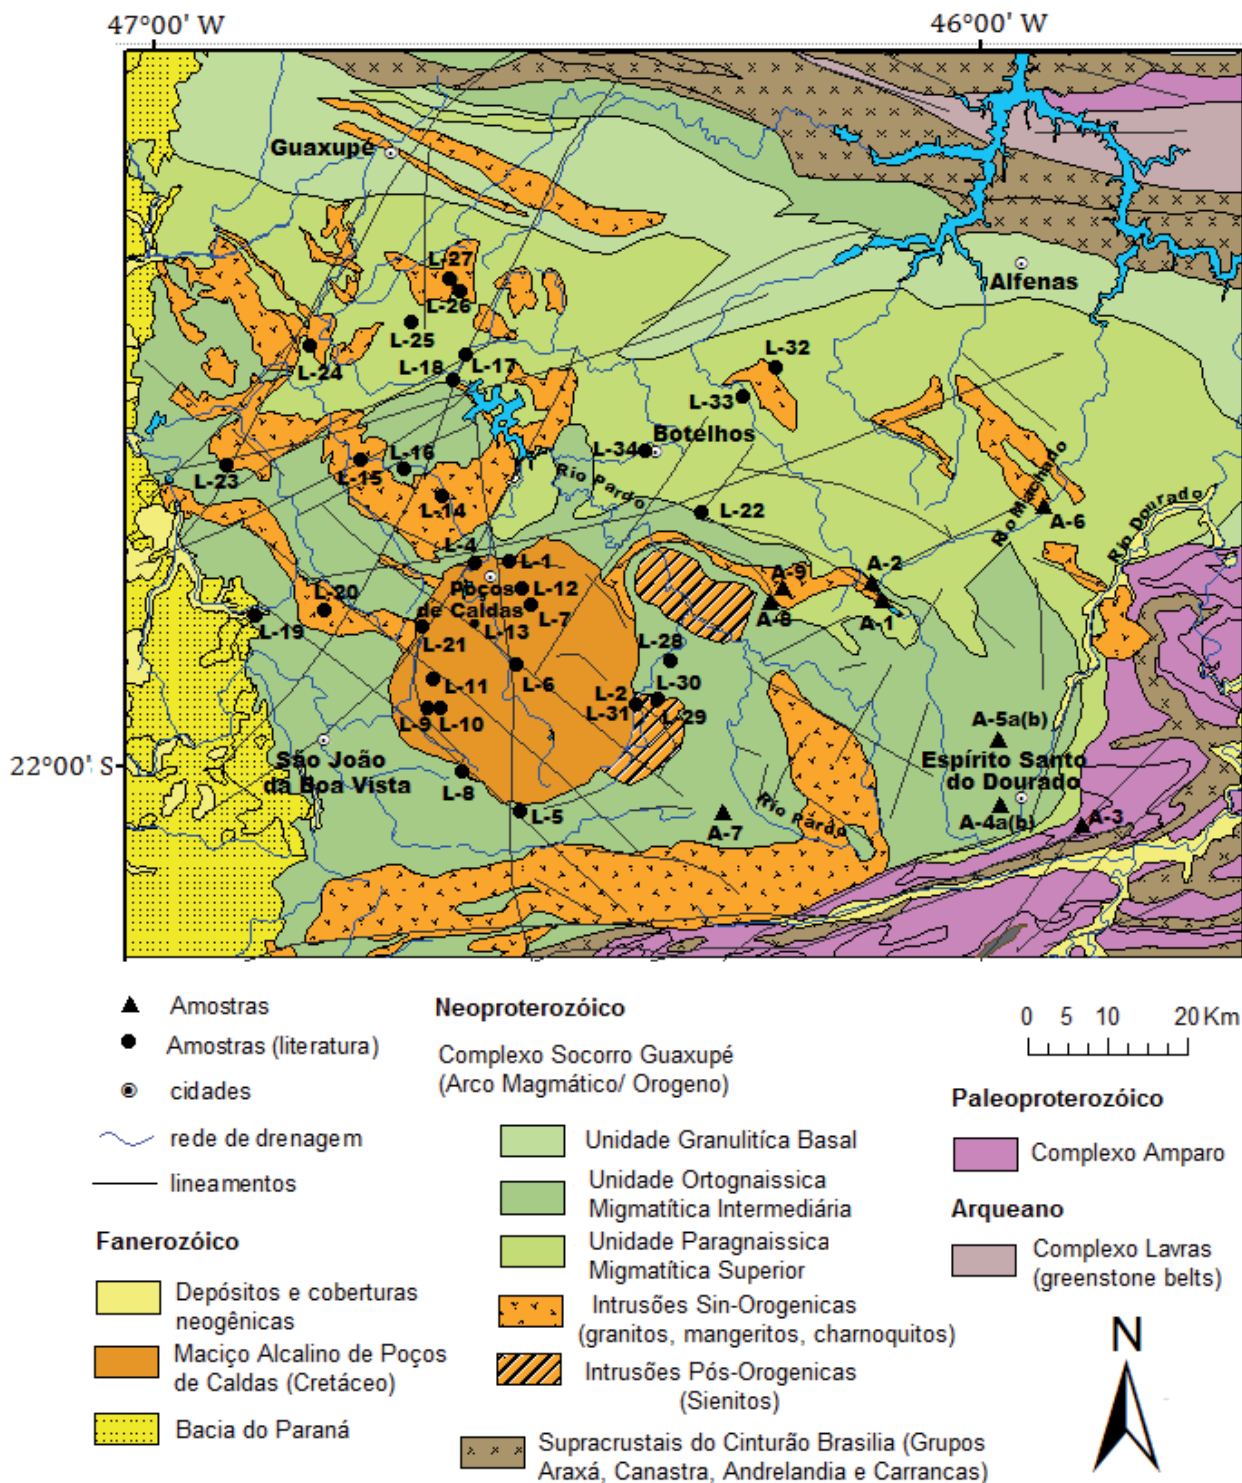 47°00' W
46°00' W
Guaxupé
Alfenas
L-27
L-26
L-25
L-24
L-18
L-17
L-32
L-33
Botelhos
L-34
L-23
L-15
L-16
L-14
Rio Pardo
L-22
Rio Machado
A-6
Rio Dourado
L-4
L-1
Poços
de Caldas
L-12
L-7
L-13
L-20
L-19
L-21
A-9
A-8
A-2
A-1
L-28
L-6
L-11
L-9
L-10
L-2
L-30
L-31
L-29
A-5a(b)
Espírito Santo
do Dourado
A-4a(b)
A-3
22°00' S
São João
da Boa Vista
L-8
L-5
A-7
Rio Pardo
Amostras
Amostras (literatura)
cidades
rede de drenagem
lineamentos
Fanerozóico
Depósitos e coberturas
neogênicas
Maciço Alcalino de Poços
de Caldas (Cretáceo)
Bacia do Paraná
Neoproterozóico
Complexo Socorro Guaxupé
(Arco Magmático/ Orogeno)
Unidade Granulitíca Basal
Unidade Ortognaissica
Migmatítica Intermediária
Unidade Paragnaissica
Migmatítica Superior
Intrusões Sin-Orogenicas
(granitos, mangeritos, charnoquitos)
Intrusões Pós-Orogenicas
(Sienitos)
Supracrustais do Cinturão Brasilia (Grupos
Araxá, Canastra, Andrelandia e Carrancas)
0 5 10 20 Km
Paleoproterozóico
Complexo Amparo
Arqueano
Complexo Lavras
(greenstone belts)
N